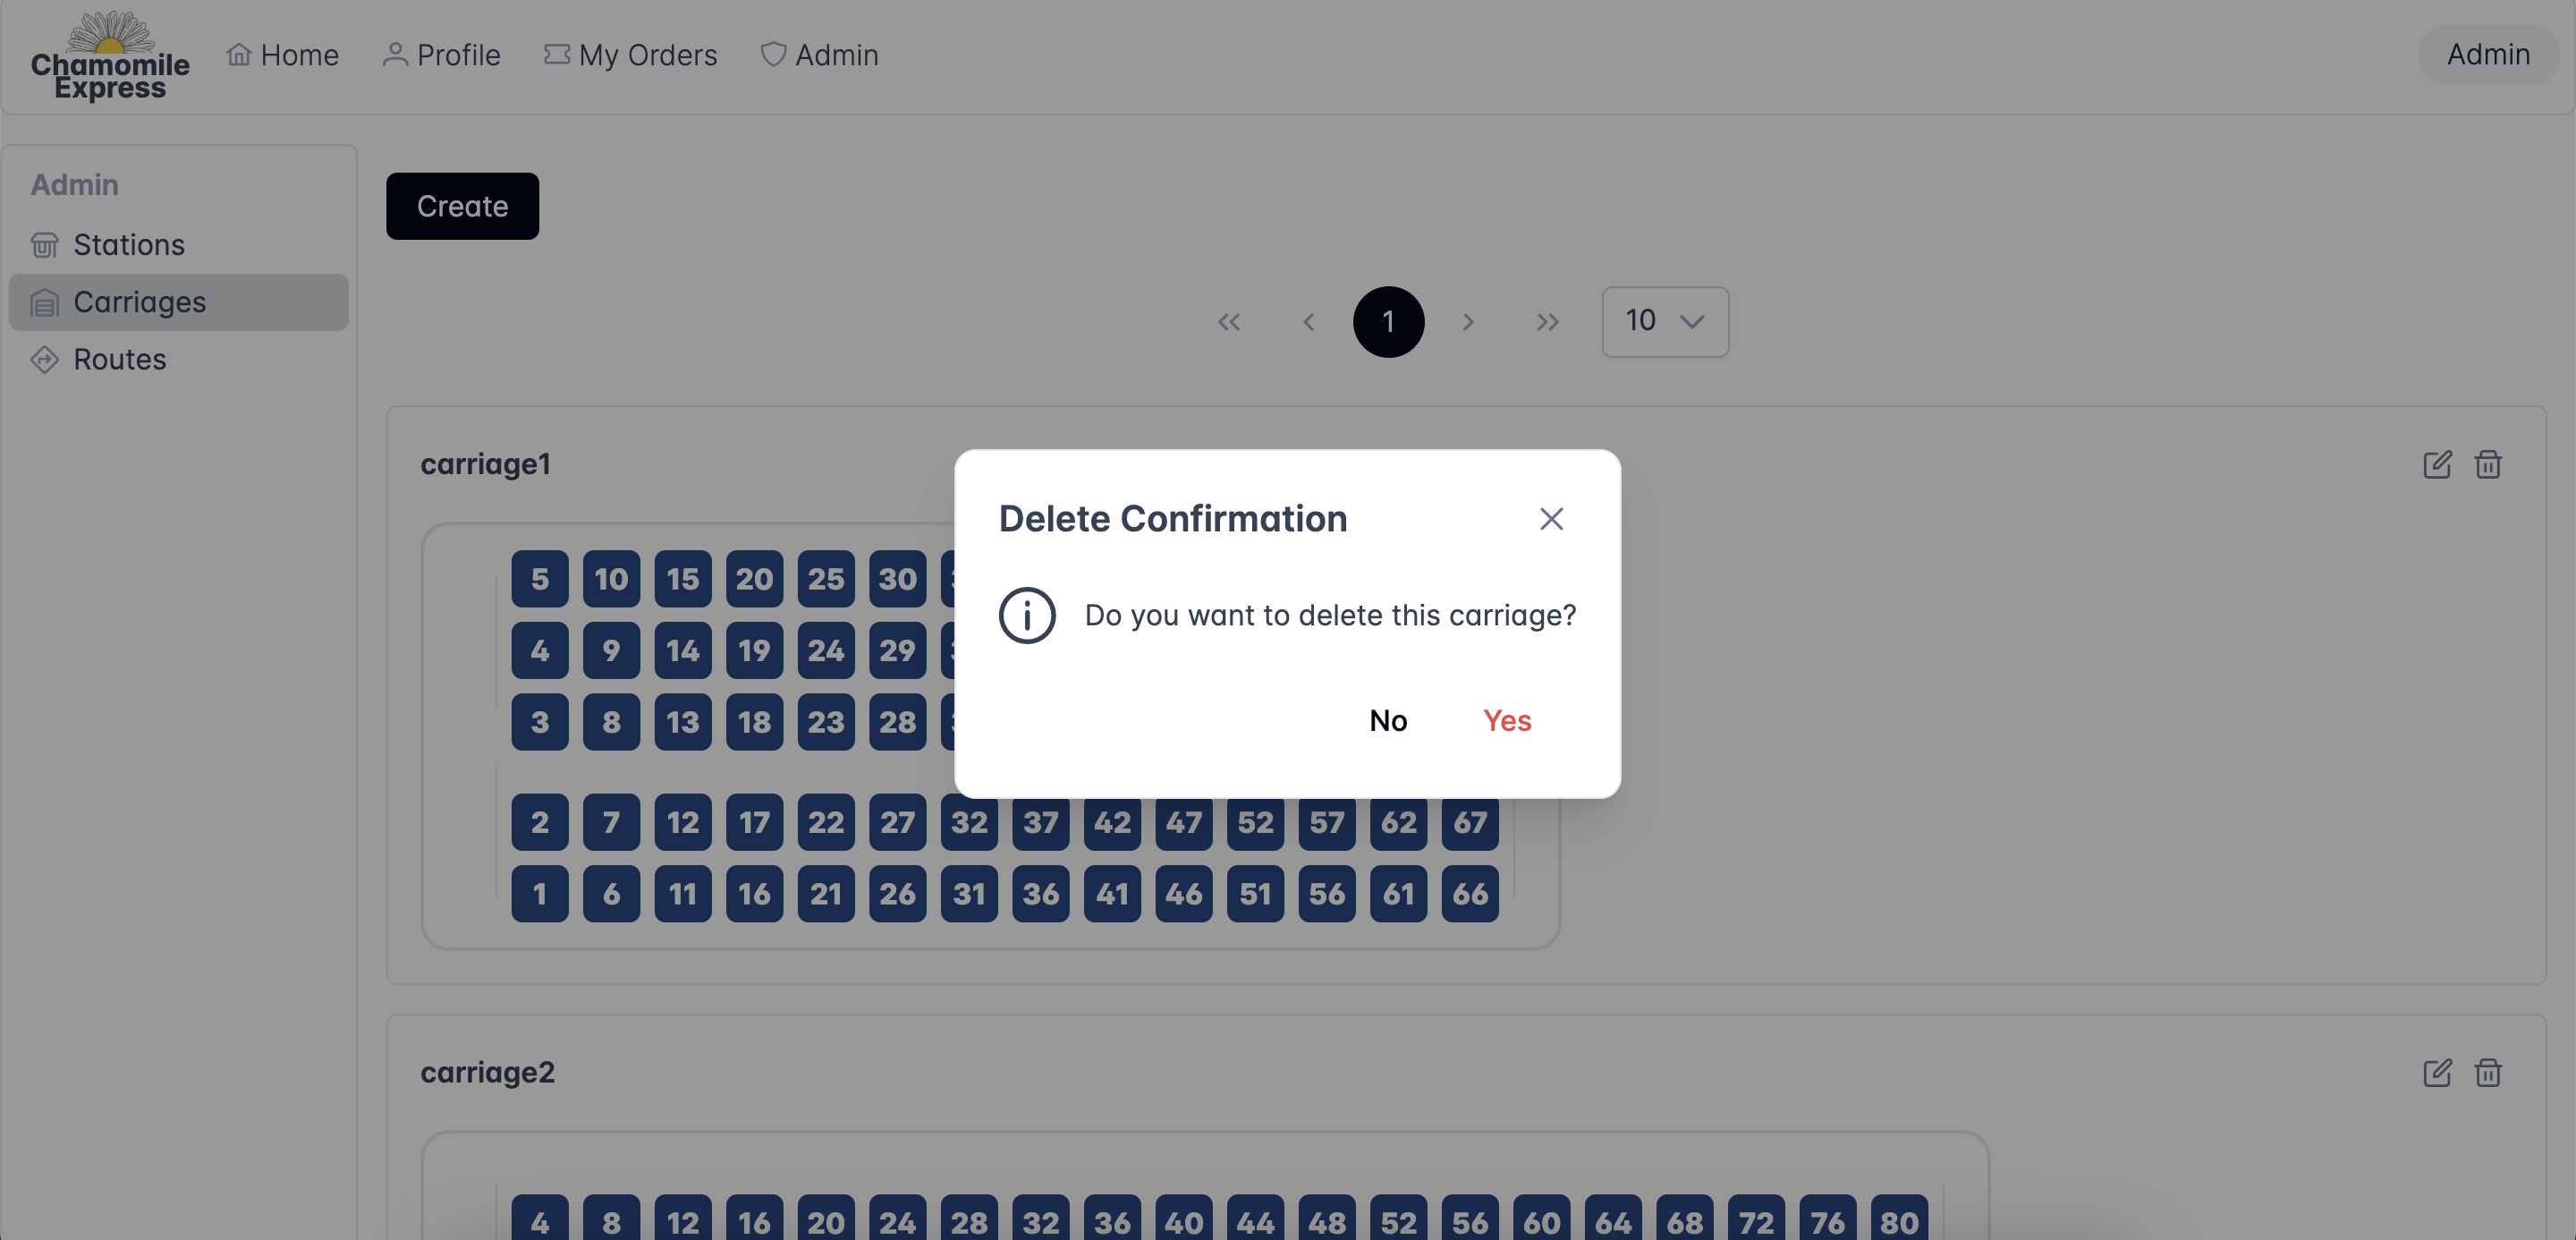 Chamomile
Express
Home
Profile
My Orders
Admin
Admin
Admin
Stations
Carriages
Routes
Create
1
10
carriage1
Delete Confirmation
Do you want to delete this carriage?
No
Yes
5 10 15 20 25 30
4 9 14 19 24 29
3 8 13 18 23 28
2 7 12 17 22 27 32 37 42 47 52 57 62 67
1 6 11 16 21 26 31 36 41 46 51 56 61 66
carriage2
4 8 12 16 20 24 28 32 36 40 44 48 52 56 60 64 68 72 76 80